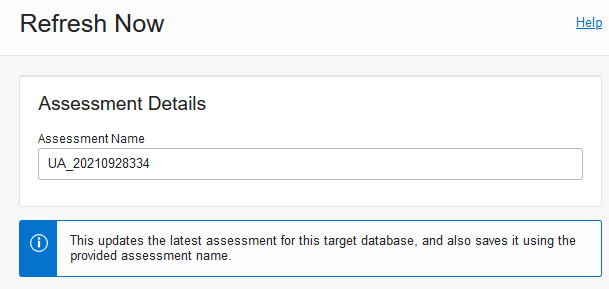 Refresh Now
Help
Assessment Details
Assessment Name
UA_20210928334
This updates the latest assessment for this target database, and also saves it using the
provided assessment name.